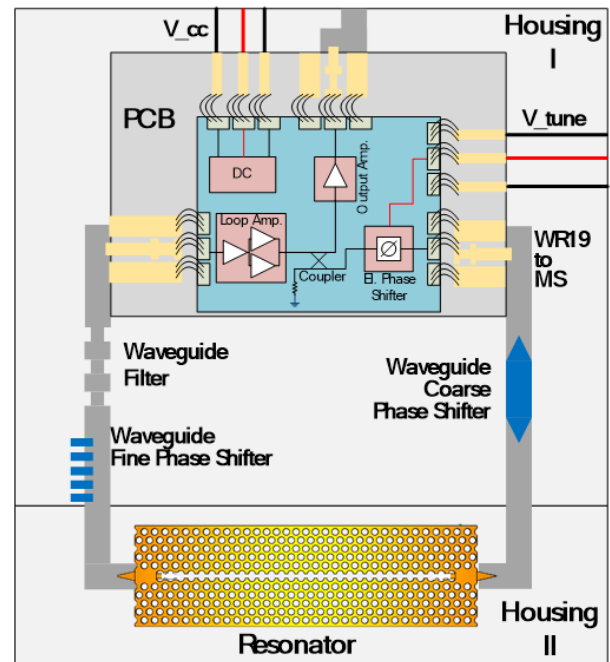 V_cc
Housing
I
PCB
V_tune
DC
Output Amp.
Loop Amp.
Coupler
El. Phase
Shifter
WR19
to
MS
Waveguide
Filter
Waveguide
Coarse
Phase Shifter
Waveguide
Fine Phase Shifter
Resonator
Housing
II